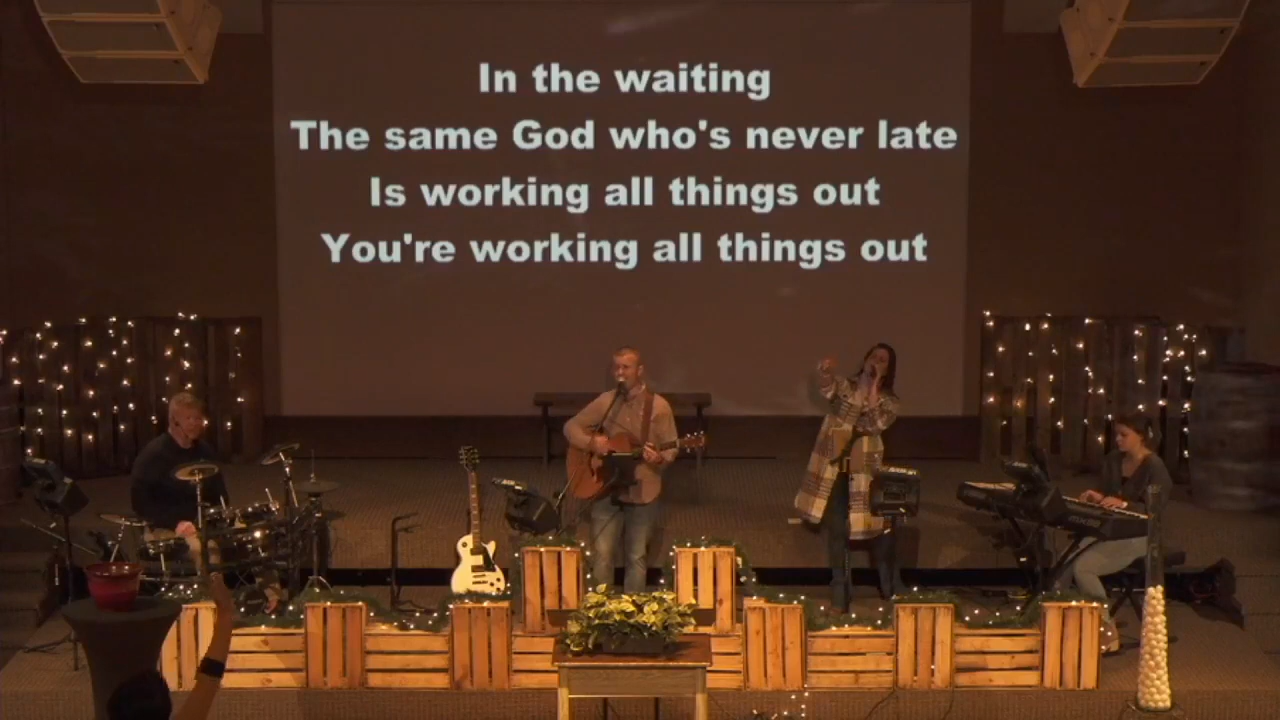 In the waiting
The same God who's never late
Is working all things out
You're working all things out